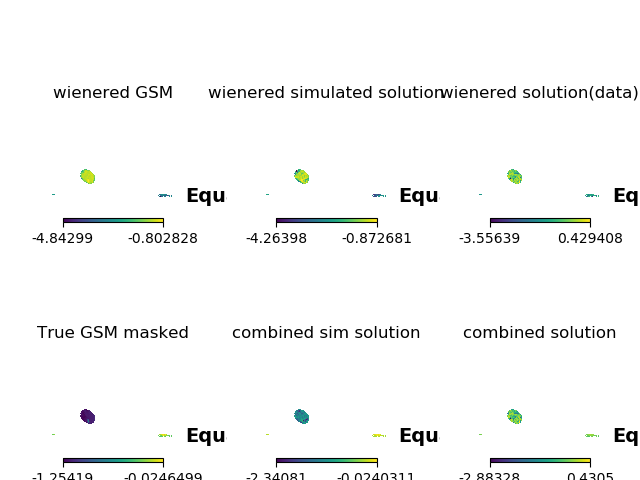 wienered GSM
wienered simulated solution
wienered solution(data)
Equ
Equ
Eq
-4.84299 -0.802828
-4.26398 -0.872681
-3.55639 0.429408
True GSM masked
combined sim solution
combined solution
Equ
Equ
Eq
-1.25419 -0.0246499
-2.34081 -0.0240311
-2.88328 0.4305